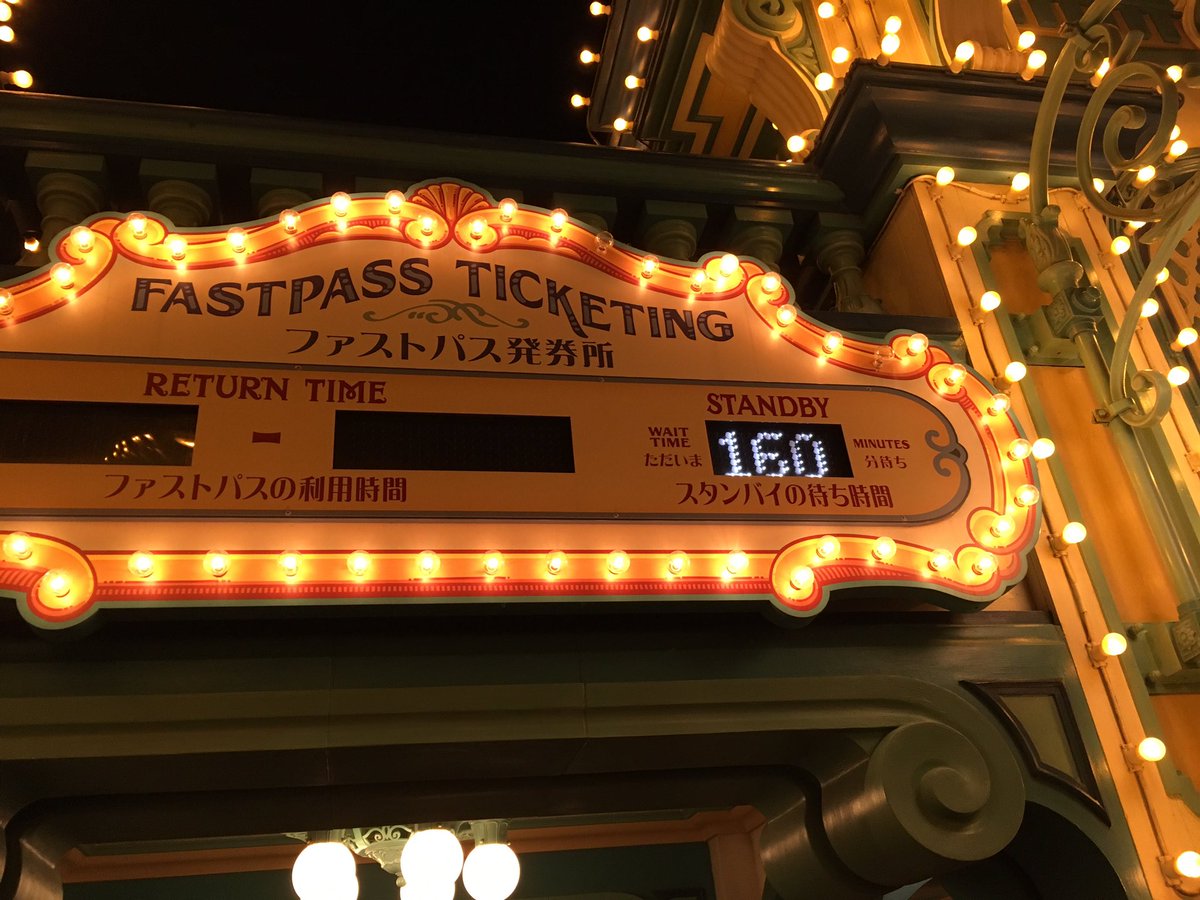 FASTPASS TICKETING
ファストパス発券所
RETURN TIME
-
ファストパスの利用時間
STANDBY
WAIT TIME
ただいま
160
MINUTES
分待ち
スタンバイの待ち時間